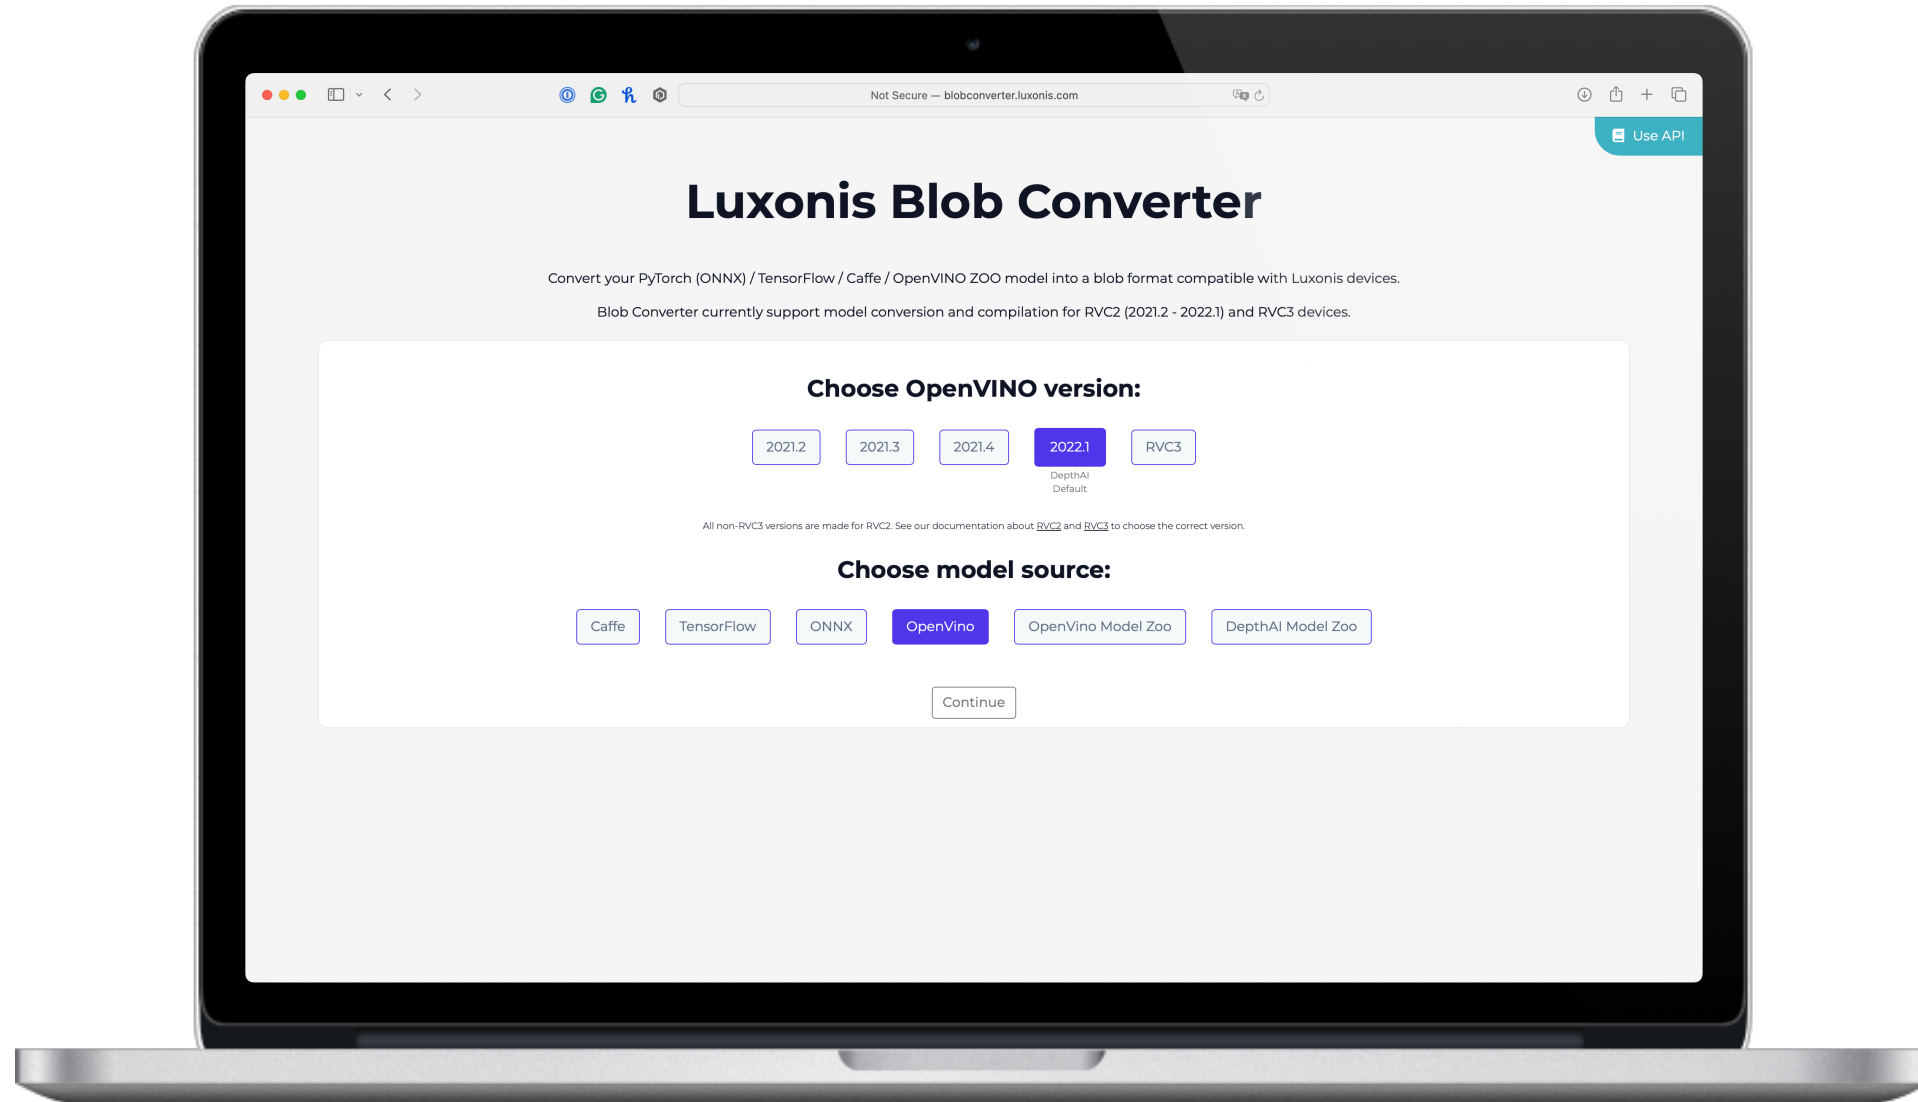 Not Secure — blobconverter.luxonis.com
Use API
Luxonis Blob Converter
Convert your PyTorch (ONNX) / TensorFlow / Caffe / OpenVINO ZOO model into a blob format compatible with Luxonis devices.
Blob Converter currently support model conversion and compilation for RVC2 (2021.2 - 2022.1) and RVC3 devices.
Choose OpenVINO version:
2021.2 2021.3 2021.4 2022.1 RVC3
DepthAI
Default
All non-RVC3 versions are made for RVC2. See our documentation about RVC2 and RVC3 to choose the correct version.
Choose model source:
Caffe TensorFlow ONNX OpenVino OpenVino Model Zoo DepthAI Model Zoo
Continue